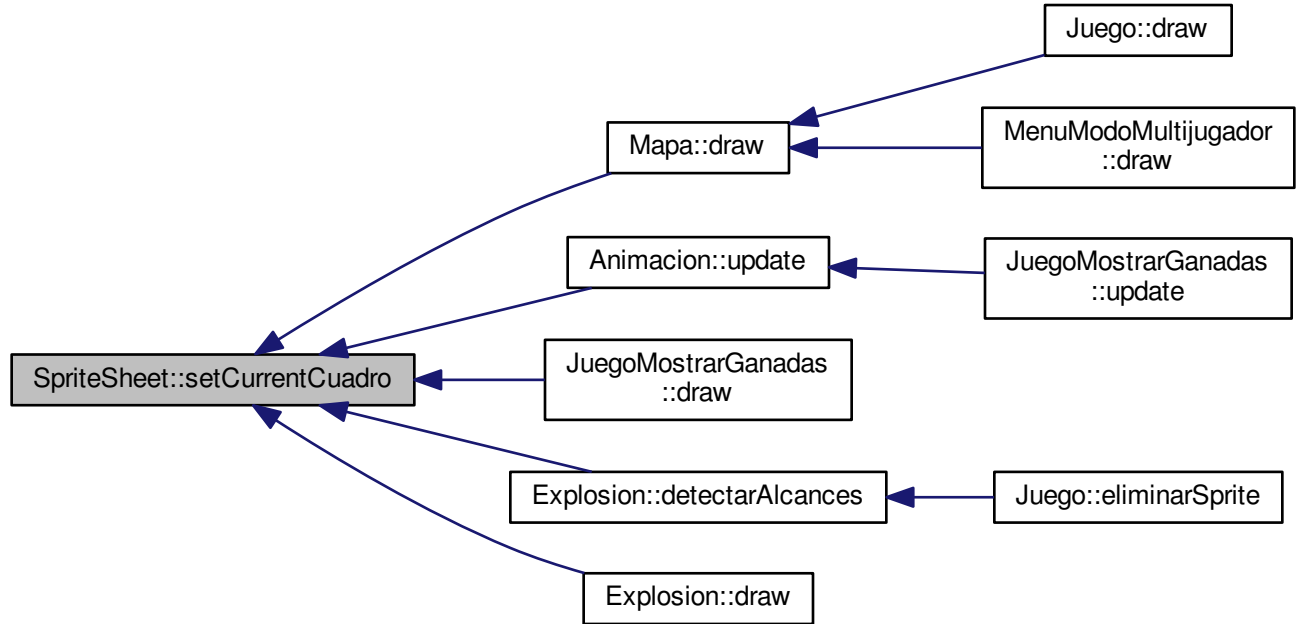 Juego::draw
Mapa::draw
MenuModoMultijugador
::draw
Animacion::update
JuegoMostrarGanadas
::update
SpriteSheet::setCurrentCuadro
JuegoMostrarGanadas
::draw
Explosion::detectarAlcances
Juego::eliminarSprite
Explosion::draw